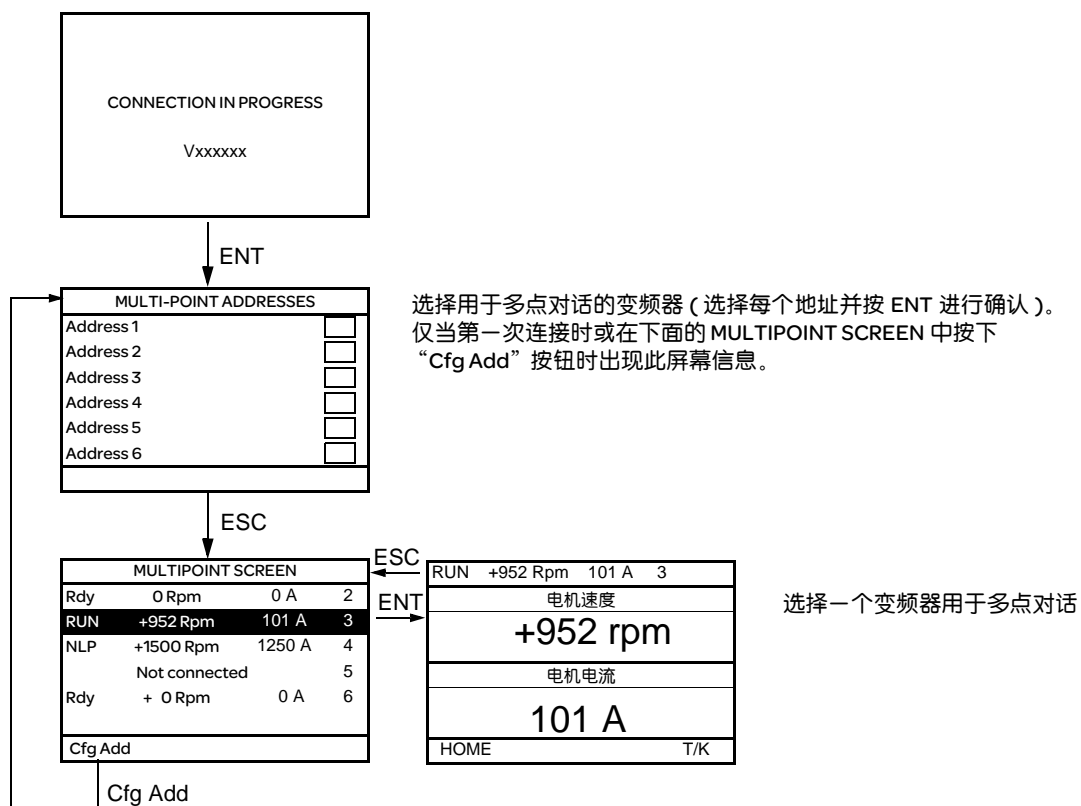 CONNECTION IN PROGRESS
Vxxxxxx
ENT
MULTI-POINT ADDRESSES
Address 1
Address 2
Address 3
Address 4
Address 5
Address 6
选择用于多点对话的变频器 ( 选择每个地址并按 ENT 进行确认 )。
仅当第一次连接时或在下面的 MULTIPOINT SCREEN 中按下
“Cfg Add”按钮时出现此屏幕信息。
ESC
MULTIPOINT SCREEN
Rdy 0 Rpm 0 A 2
RUN +952 Rpm 101 A 3
NLP +1500 Rpm 1250 A 4
Not connected 5
Rdy + 0 Rpm 0 A 6
Cfg Add
ESC
ENT
RUN +952 Rpm 101 A 3
电机速度
+952 rpm
电机电流
101 A
HOME T/K
选择一个变频器用于多点对话
Cfg Add